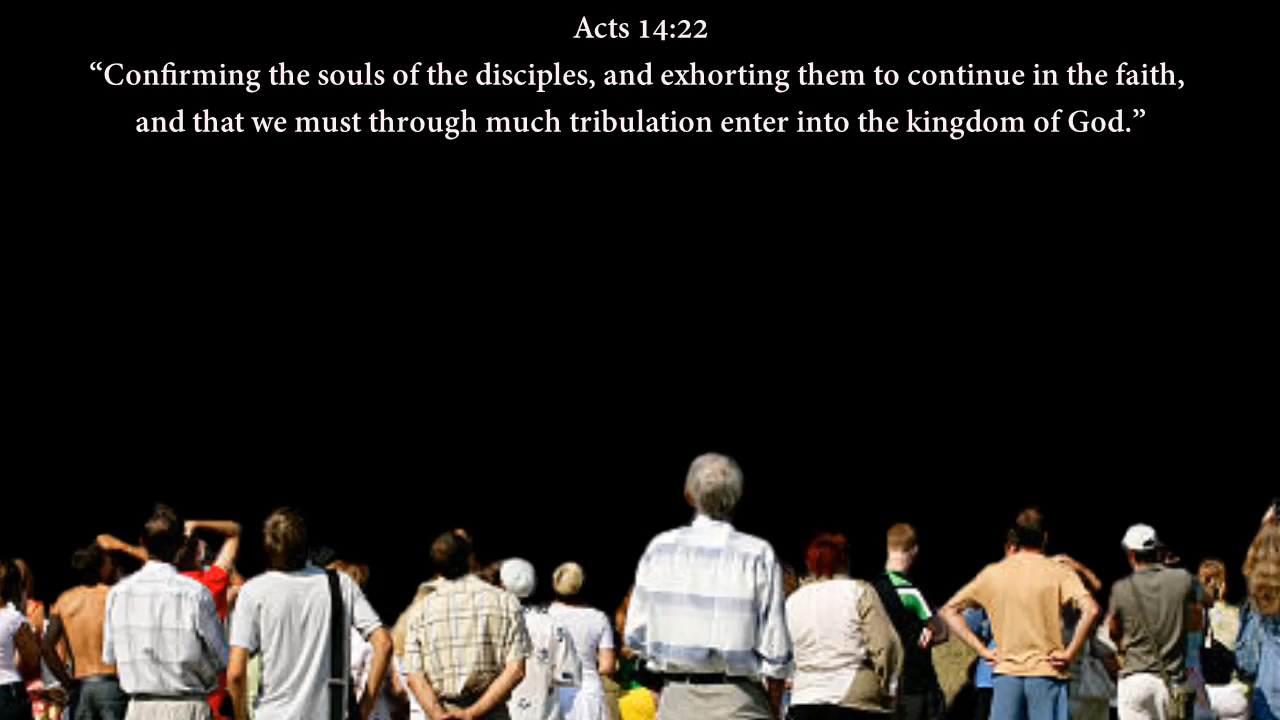 Acts 14:22
“Confirming the souls of the disciples, and exhorting them to continue in the faith,
and that we must through much tribulation enter into the kingdom of God.”